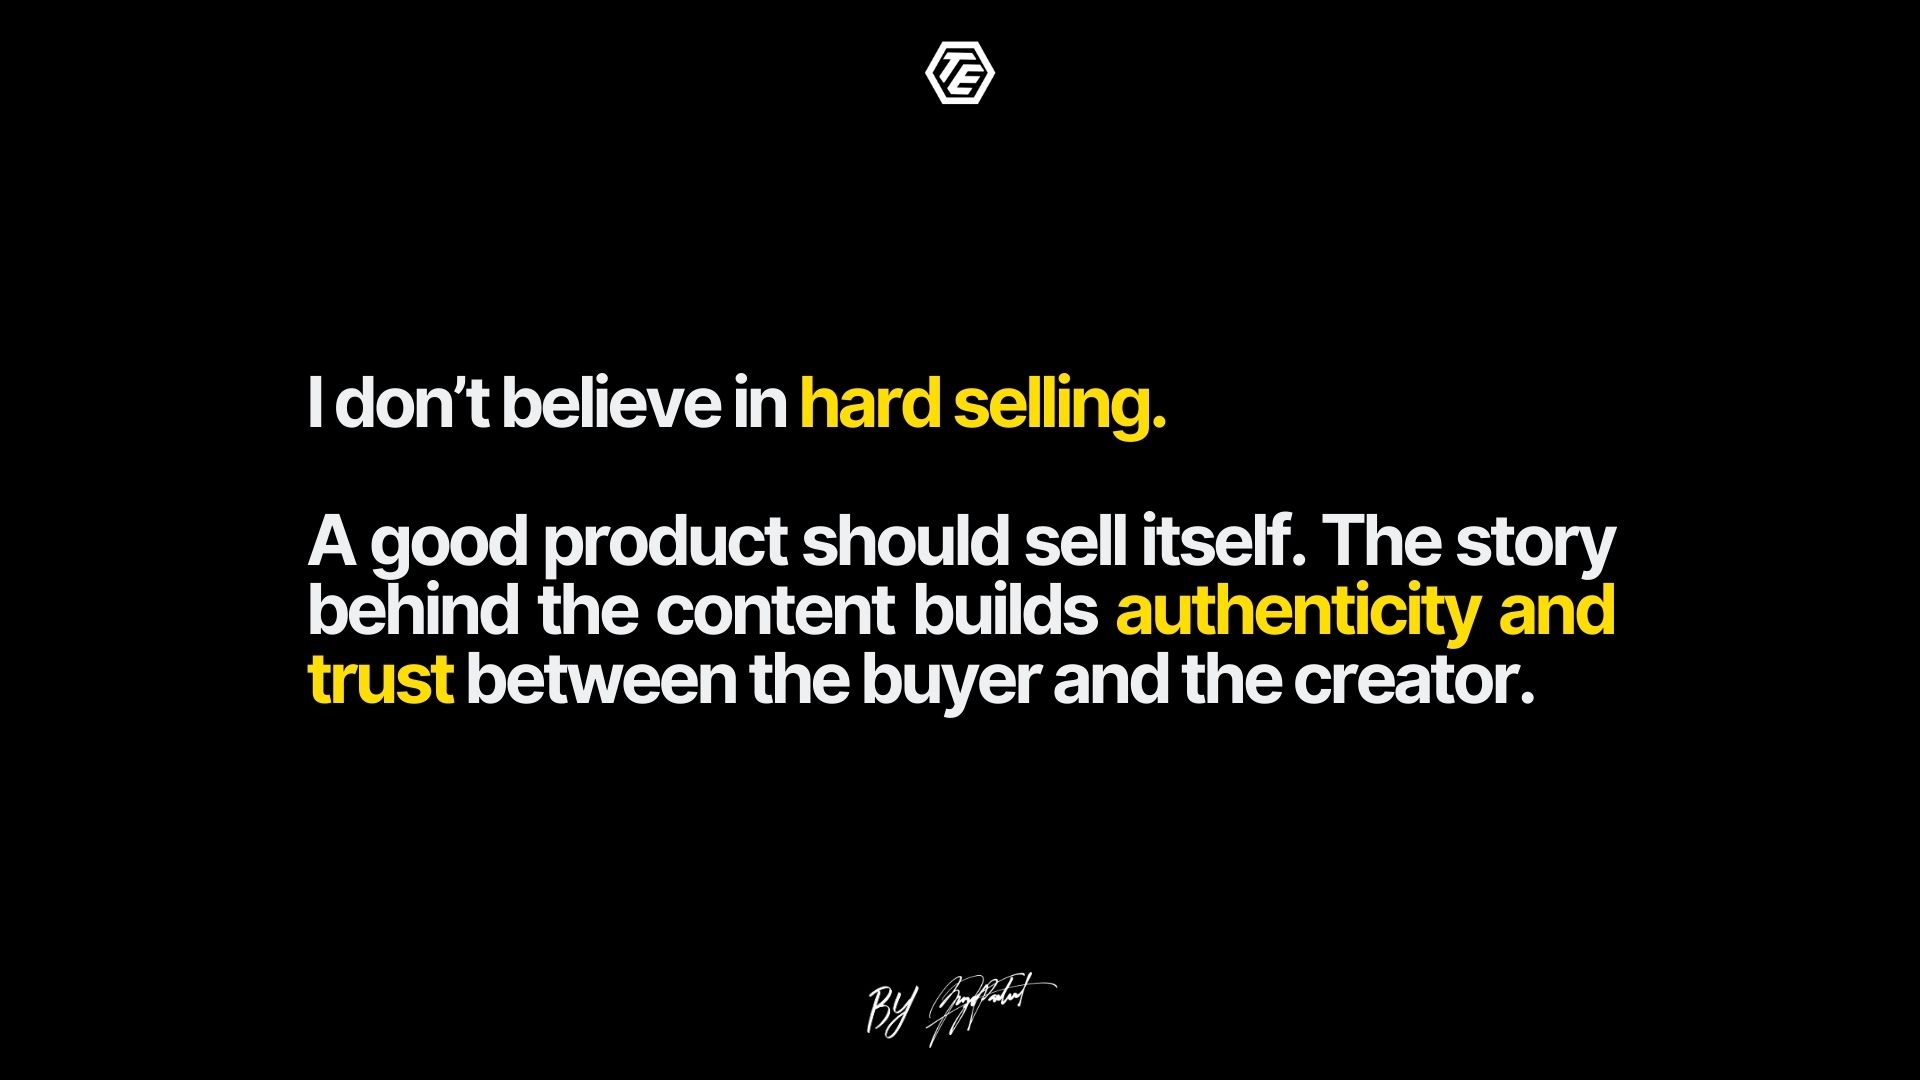 TE
I don’t believe in hard selling.
A good product should sell itself. The story
behind the content builds authenticity and
trust between the buyer and the creator.
BY